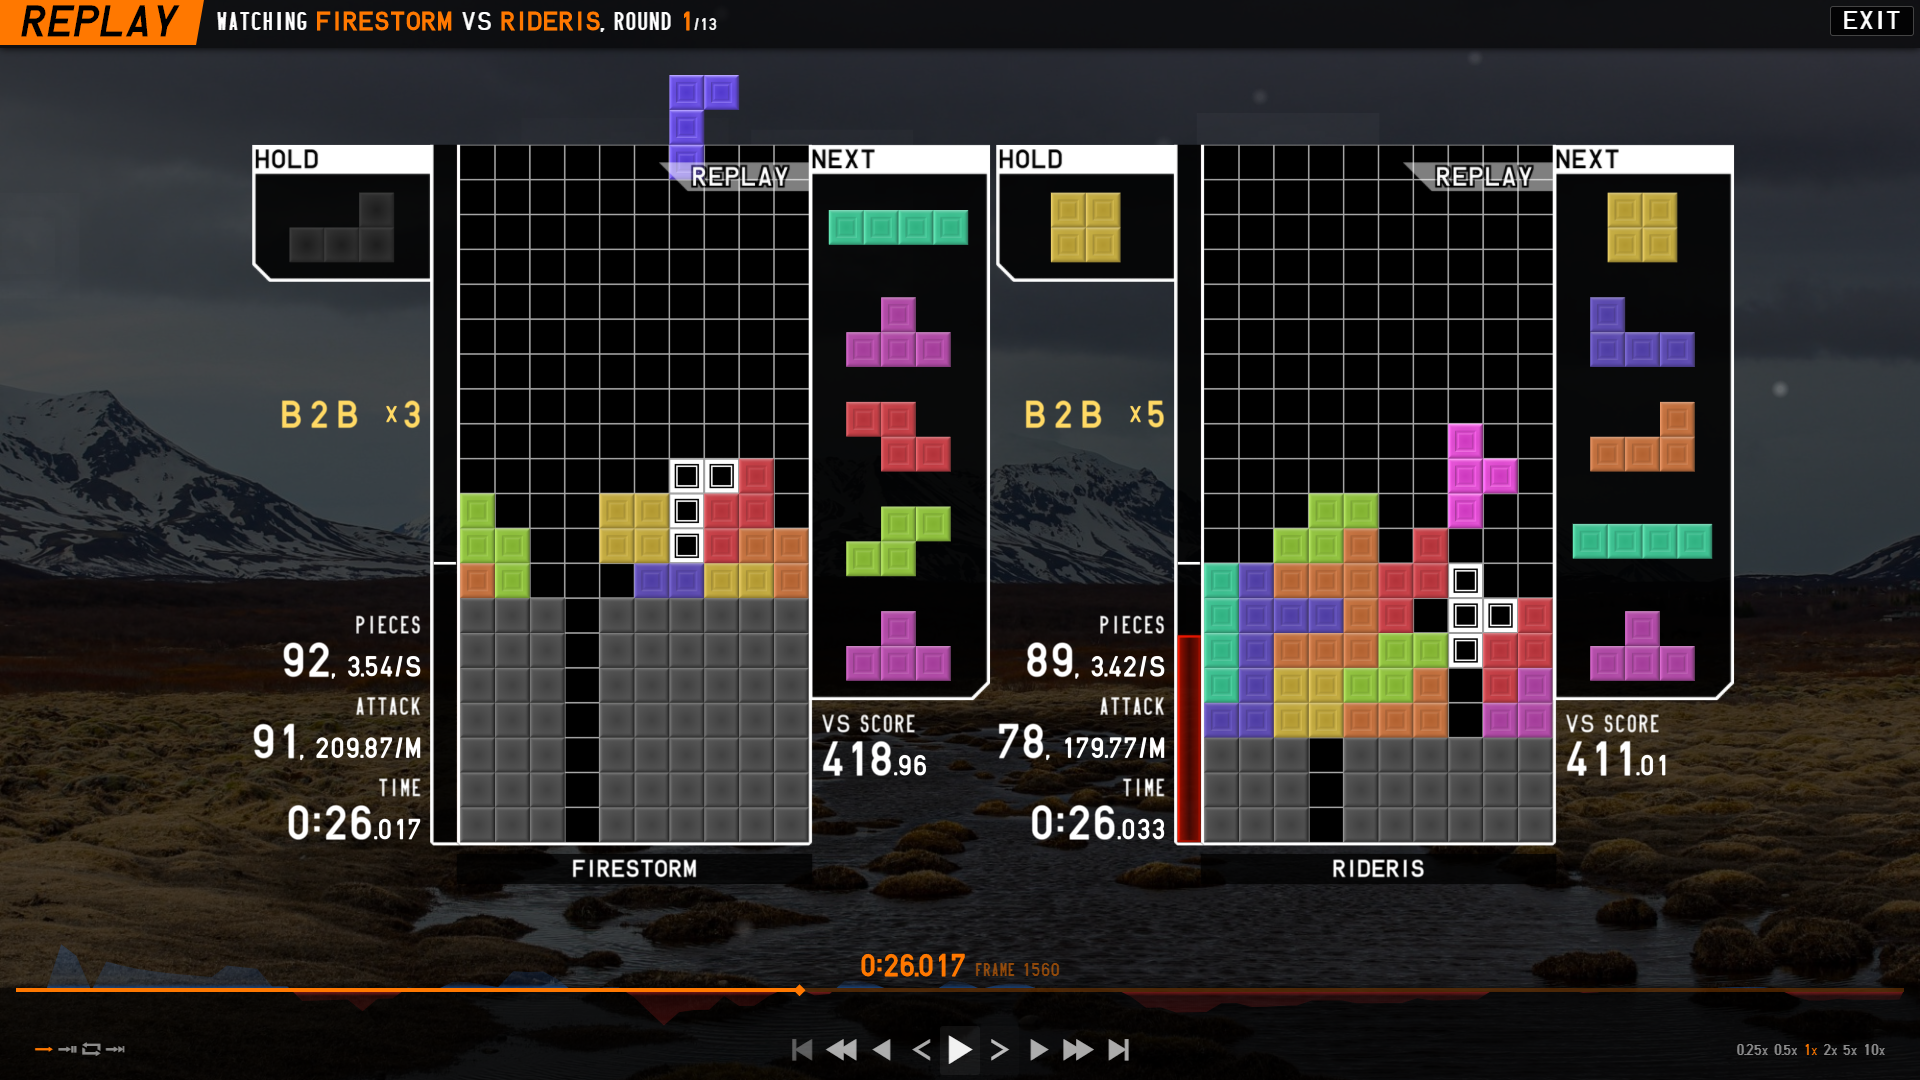 REPLAY
WATCHING FIRESTORM VS RIDERIS, ROUND 1/13
EXIT
HOLD
REPLAY
NEXT
B2B x3
PIECES
92, 3.54/S
ATTACK
91, 209.87/M
TIME
0:26.017
VS SCORE
418.96
FIRESTORM
HOLD
REPLAY
NEXT
B2B x5
PIECES
89, 3.42/S
ATTACK
78, 179.77/M
TIME
0:26.033
VS SCORE
411.01
RIDERIS
0:26.017 FRAME 1560
0.25x 0.5x 1x 2x 5x 10x